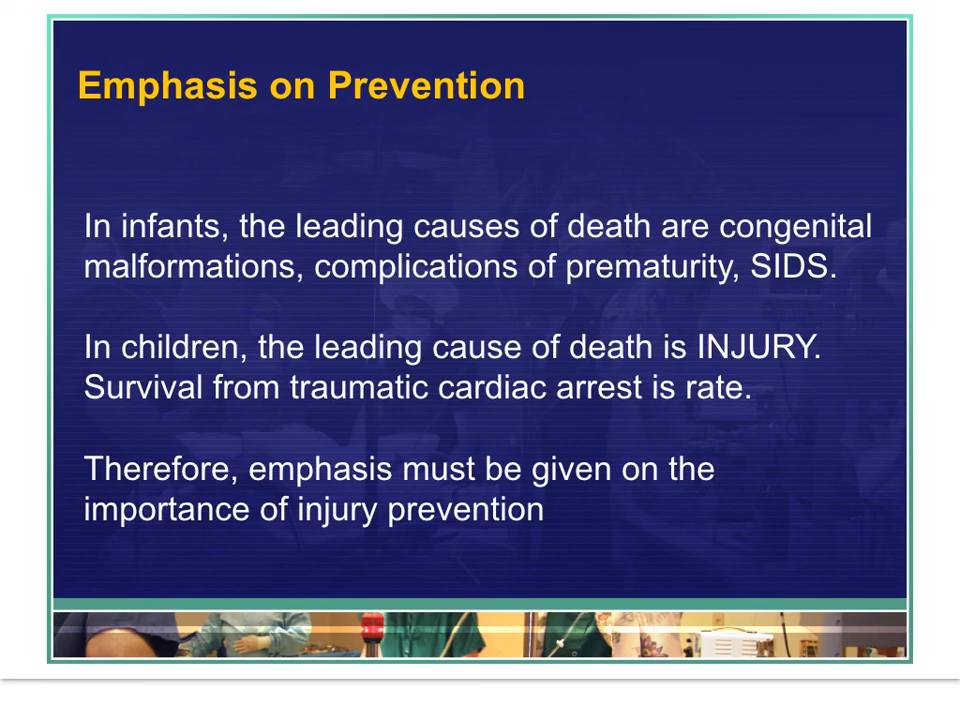 Emphasis on Prevention
In infants, the leading causes of death are congenital
malformations, complications of prematurity, SIDS.
In children, the leading cause of death is INJURY.
Survival from traumatic cardiac arrest is rate.
Therefore, emphasis must be given on the
importance of injury prevention